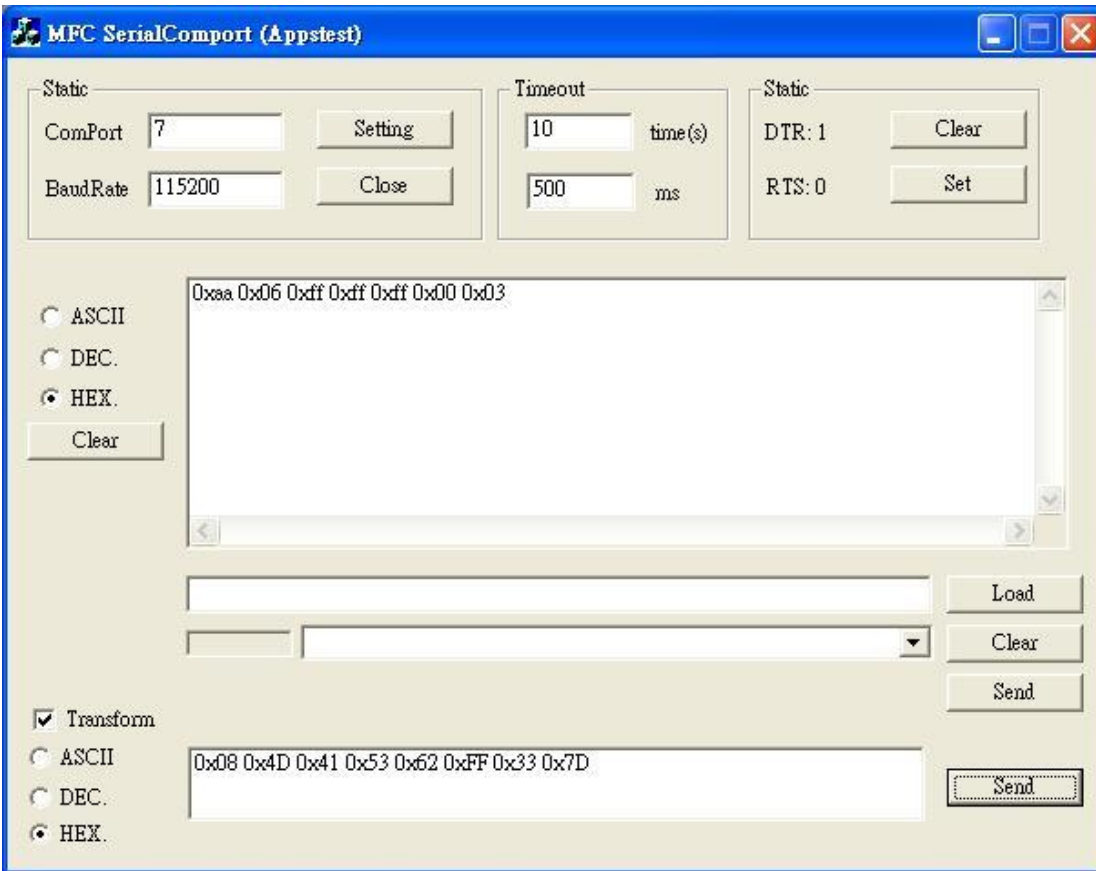 MFC SerialComport (Appstest)
Static
ComPort 7 Setting
BaudRate 115200 Close
Timeout
10 time(s)
500 ms
Static
DTR: 1 Clear
RTS: 0 Set
ASCII
DEC.
HEX.
Clear
0xaa 0x06 0xff 0xff 0xff 0x00 0x03
Load
Clear
Send
Transform
ASCII
DEC.
HEX.
0x08 0x4D 0x41 0x53 0x62 0xFF 0x33 0x7D
Send